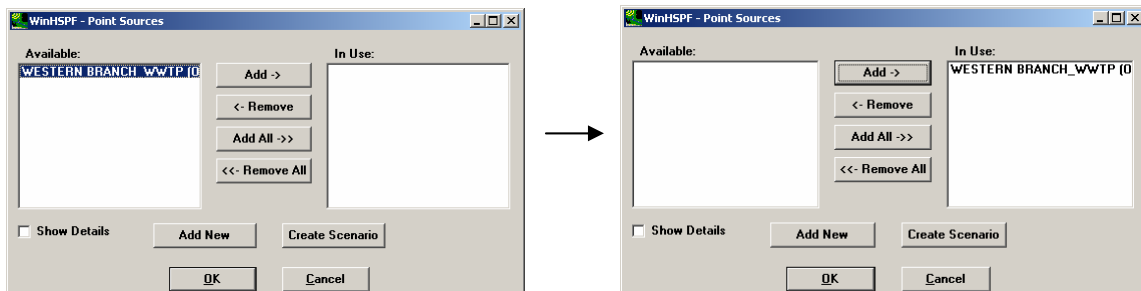 WinHSPF - Point Sources
Available:
In Use:
WESTERN BRANCH_WWTP (0
Add ->
<- Remove
Add All ->>
<<- Remove All
Show Details
Add New
Create Scenario
OK
Cancel
WinHSPF - Point Sources
Available:
In Use:
Add ->
WESTERN BRANCH_WWTP (0
<- Remove
Add All ->>
<<- Remove All
Show Details
Add New
Create Scenario
OK
Cancel